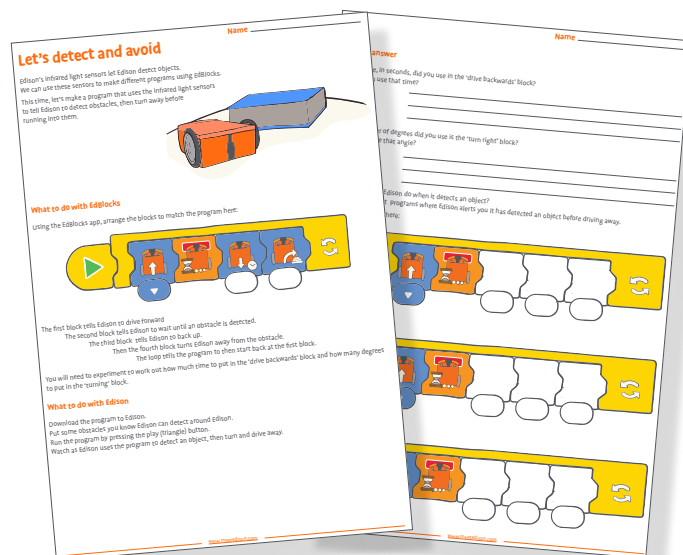 Name
Let's detect and avoid
Edison's infrared light sensors let Edison detect objects.
We can use these sensors to make different programs using EdBlocks.
This time, let's make a program that uses the infrared light sensors
to tell Edison to detect obstacles, then turn away before
running into them.
What to do with EdBlocks
Using the EdBlocks app, arrange the blocks to match the program here:
The first block tells Edison to drive forward
The second block tells Edison to wait until an obstacle is detected.
The third block tells Edison to back up.
Then the fourth block turns Edison away from the obstacle.
The loop tells the program to then start back at the first block.
You will need to experiment to work out how much time to put in the 'drive backwards' block and how many degrees
to put in the 'turning' block.
What to do with Edison
Download the program to Edison.
Put some obstacles you know Edison can detect around Edison.
Run the program by pressing the play (triangle) button.
Watch as Edison uses the program to detect an object, then turn and drive away.
www.meetedison.com
Name
answer
e, in seconds, did you use in the 'drive backwards' block?
use that time?
er of degrees did you use is the 'turn right' block?
e that angle?
Edison do when it detects an object?
t programs where Edison alerts you it has detected an object before driving away.
here:
www.meetedison.com